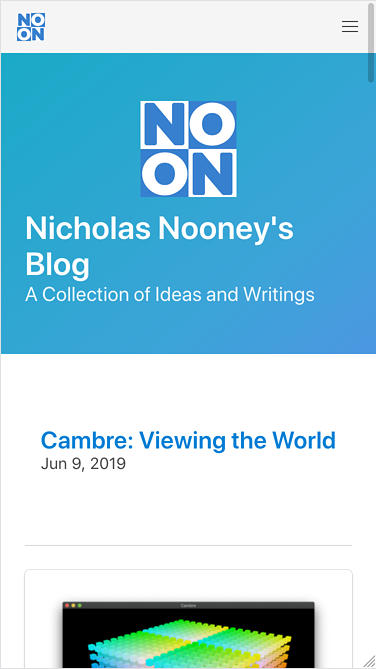 NO
ON
NO
ON
Nicholas Nooney's
Blog
A Collection of Ideas and Writings
Cambre: Viewing the World
Jun 9, 2019
Cambre